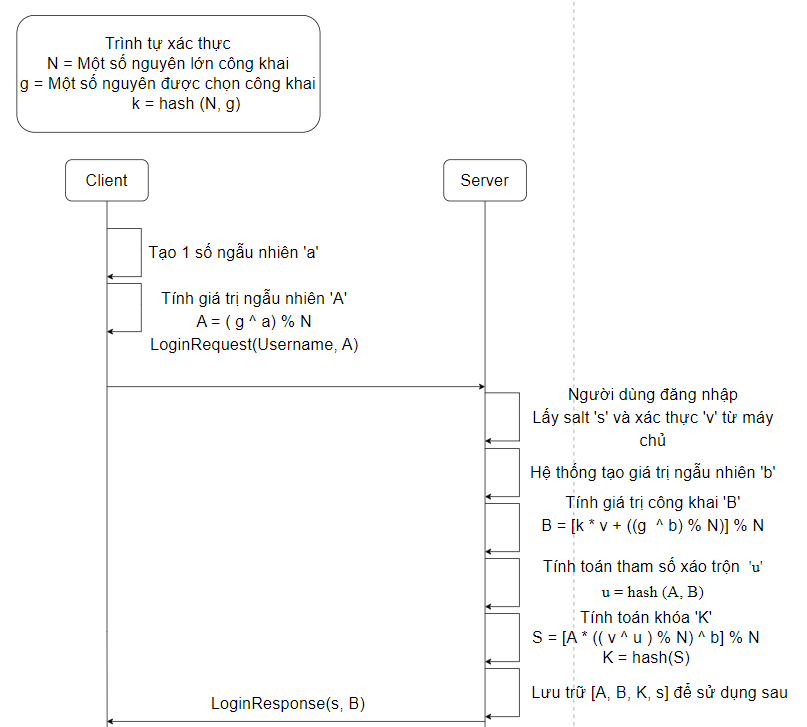 Trình tự xác thực
N = Một số nguyên lớn công khai
g = Một số nguyên được chọn công khai
k = hash (N, g)
Client
Server
Tạo 1 số ngẫu nhiên 'a'
Tính giá trị ngẫu nhiên 'A'
A = ( g ^ a) % N
LoginRequest(Username, A)
Người dùng đăng nhập
Lấy salt 's' và xác thực 'v' từ máy
chủ
Hệ thống tạo giá trị ngẫu nhiên 'b'
Tính giá trị công khai 'B'
B = [k * v + ((g ^ b) % N)] % N
Tính toán tham số xáo trộn 'u'
u = hash (A, B)
Tính toán khóa 'K'
S = [A * (( v ^ u ) % N) ^ b] % N
K = hash(S)
Lưu trữ [A, B, K, s] để sử dụng sau
LoginResponse(s, B)